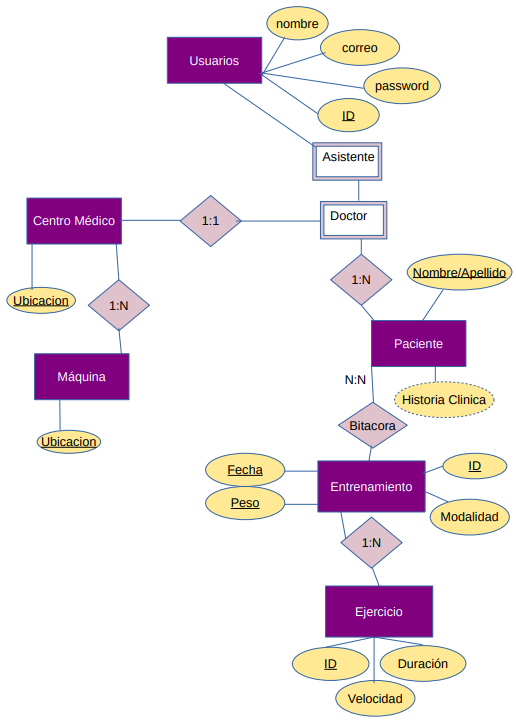 nombre
Usuarios
correo
password
ID
Asistente
Doctor
Centro Médico
1:1
Ubicacion
1:N
1:N
Nombre/Apellido
Máquina
Paciente
N:N
Historia Clinica
Ubicacion
Bitacora
Fecha
ID
Entrenamiento
Peso
Modalidad
1:N
Ejercicio
ID
Duración
Velocidad